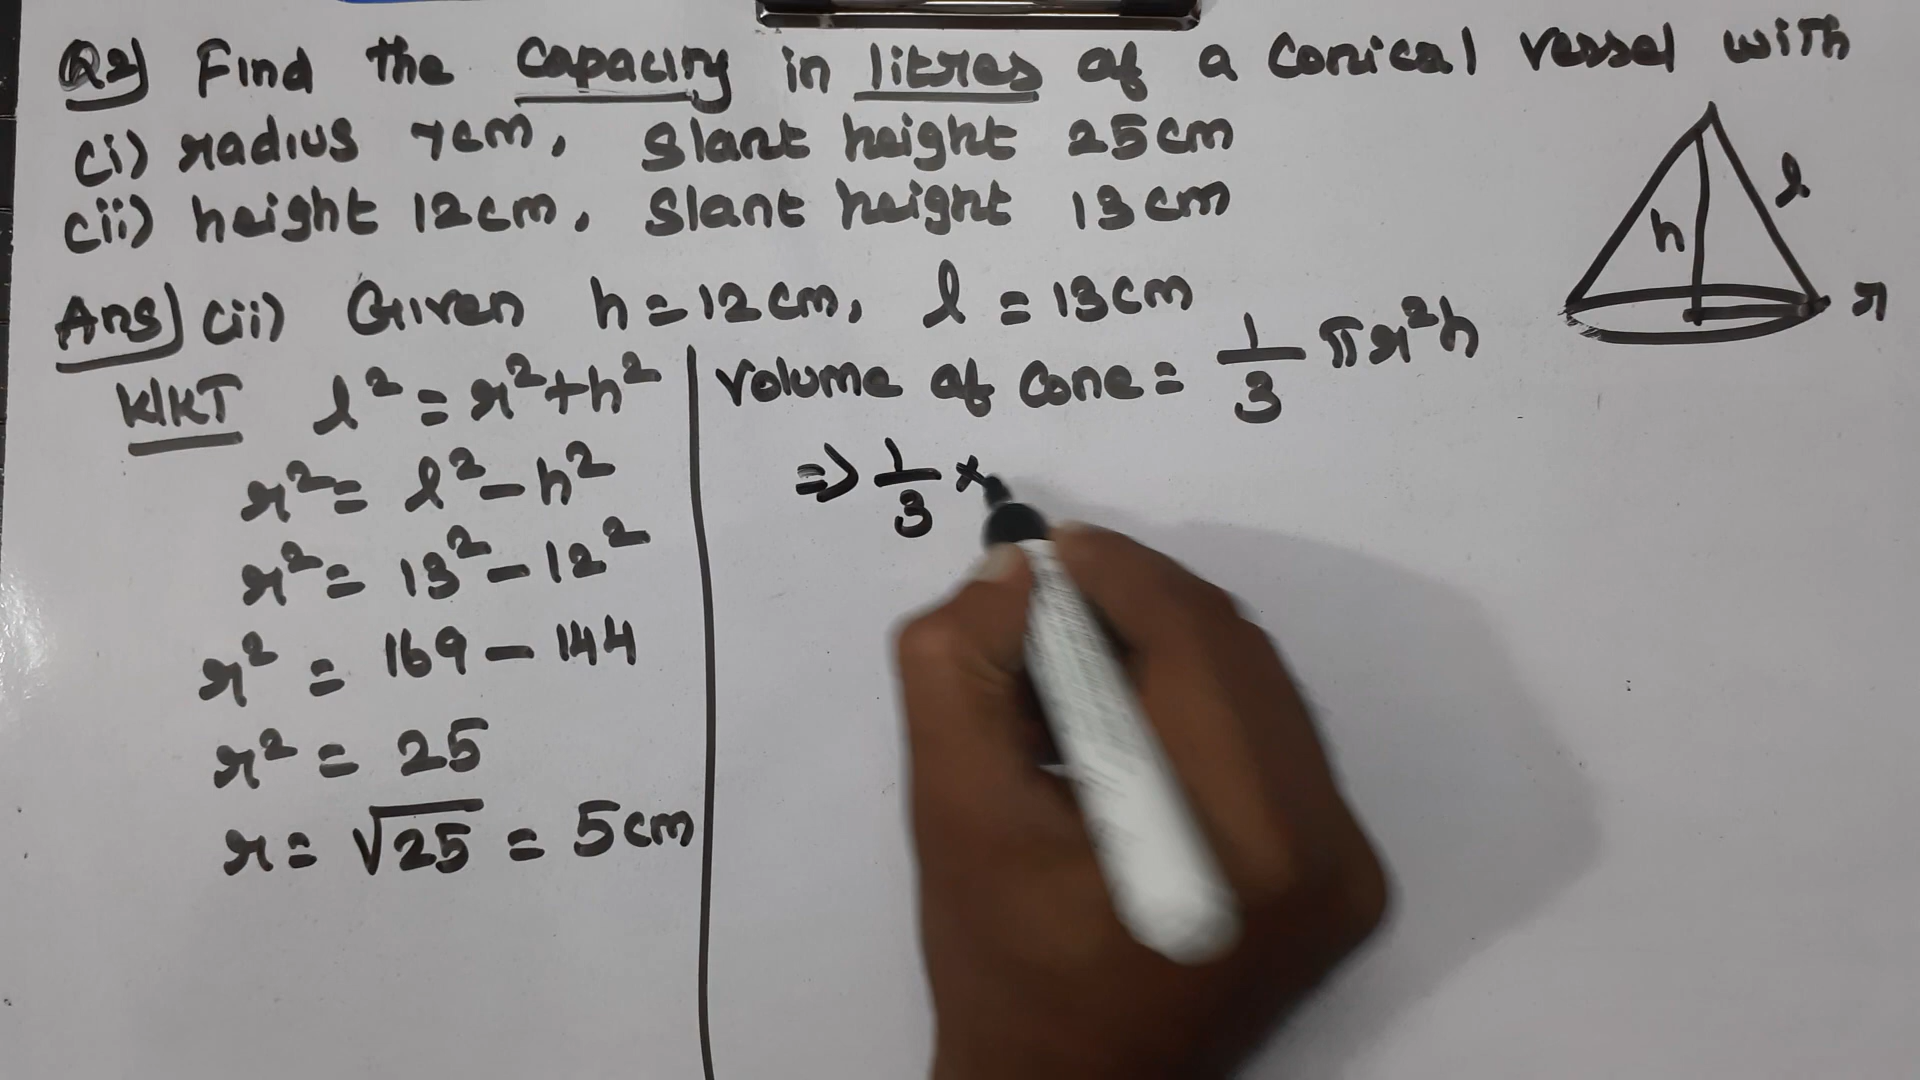 Q2) Find the capacity in litres of a conical vessel with
(i) radius 7cm, slant height 25cm
(ii) height 12cm, slant height 13cm
Ans) (ii) Given h=12cm, l = 13cm
WKT l² = r²+h²
r² = l²-h²
r² = 13²-12²
r² = 169-144
r² = 25
r = √25 = 5cm
Volume of cone = 1/3 πr²h
⇒ 1/3 ×
h
l
r